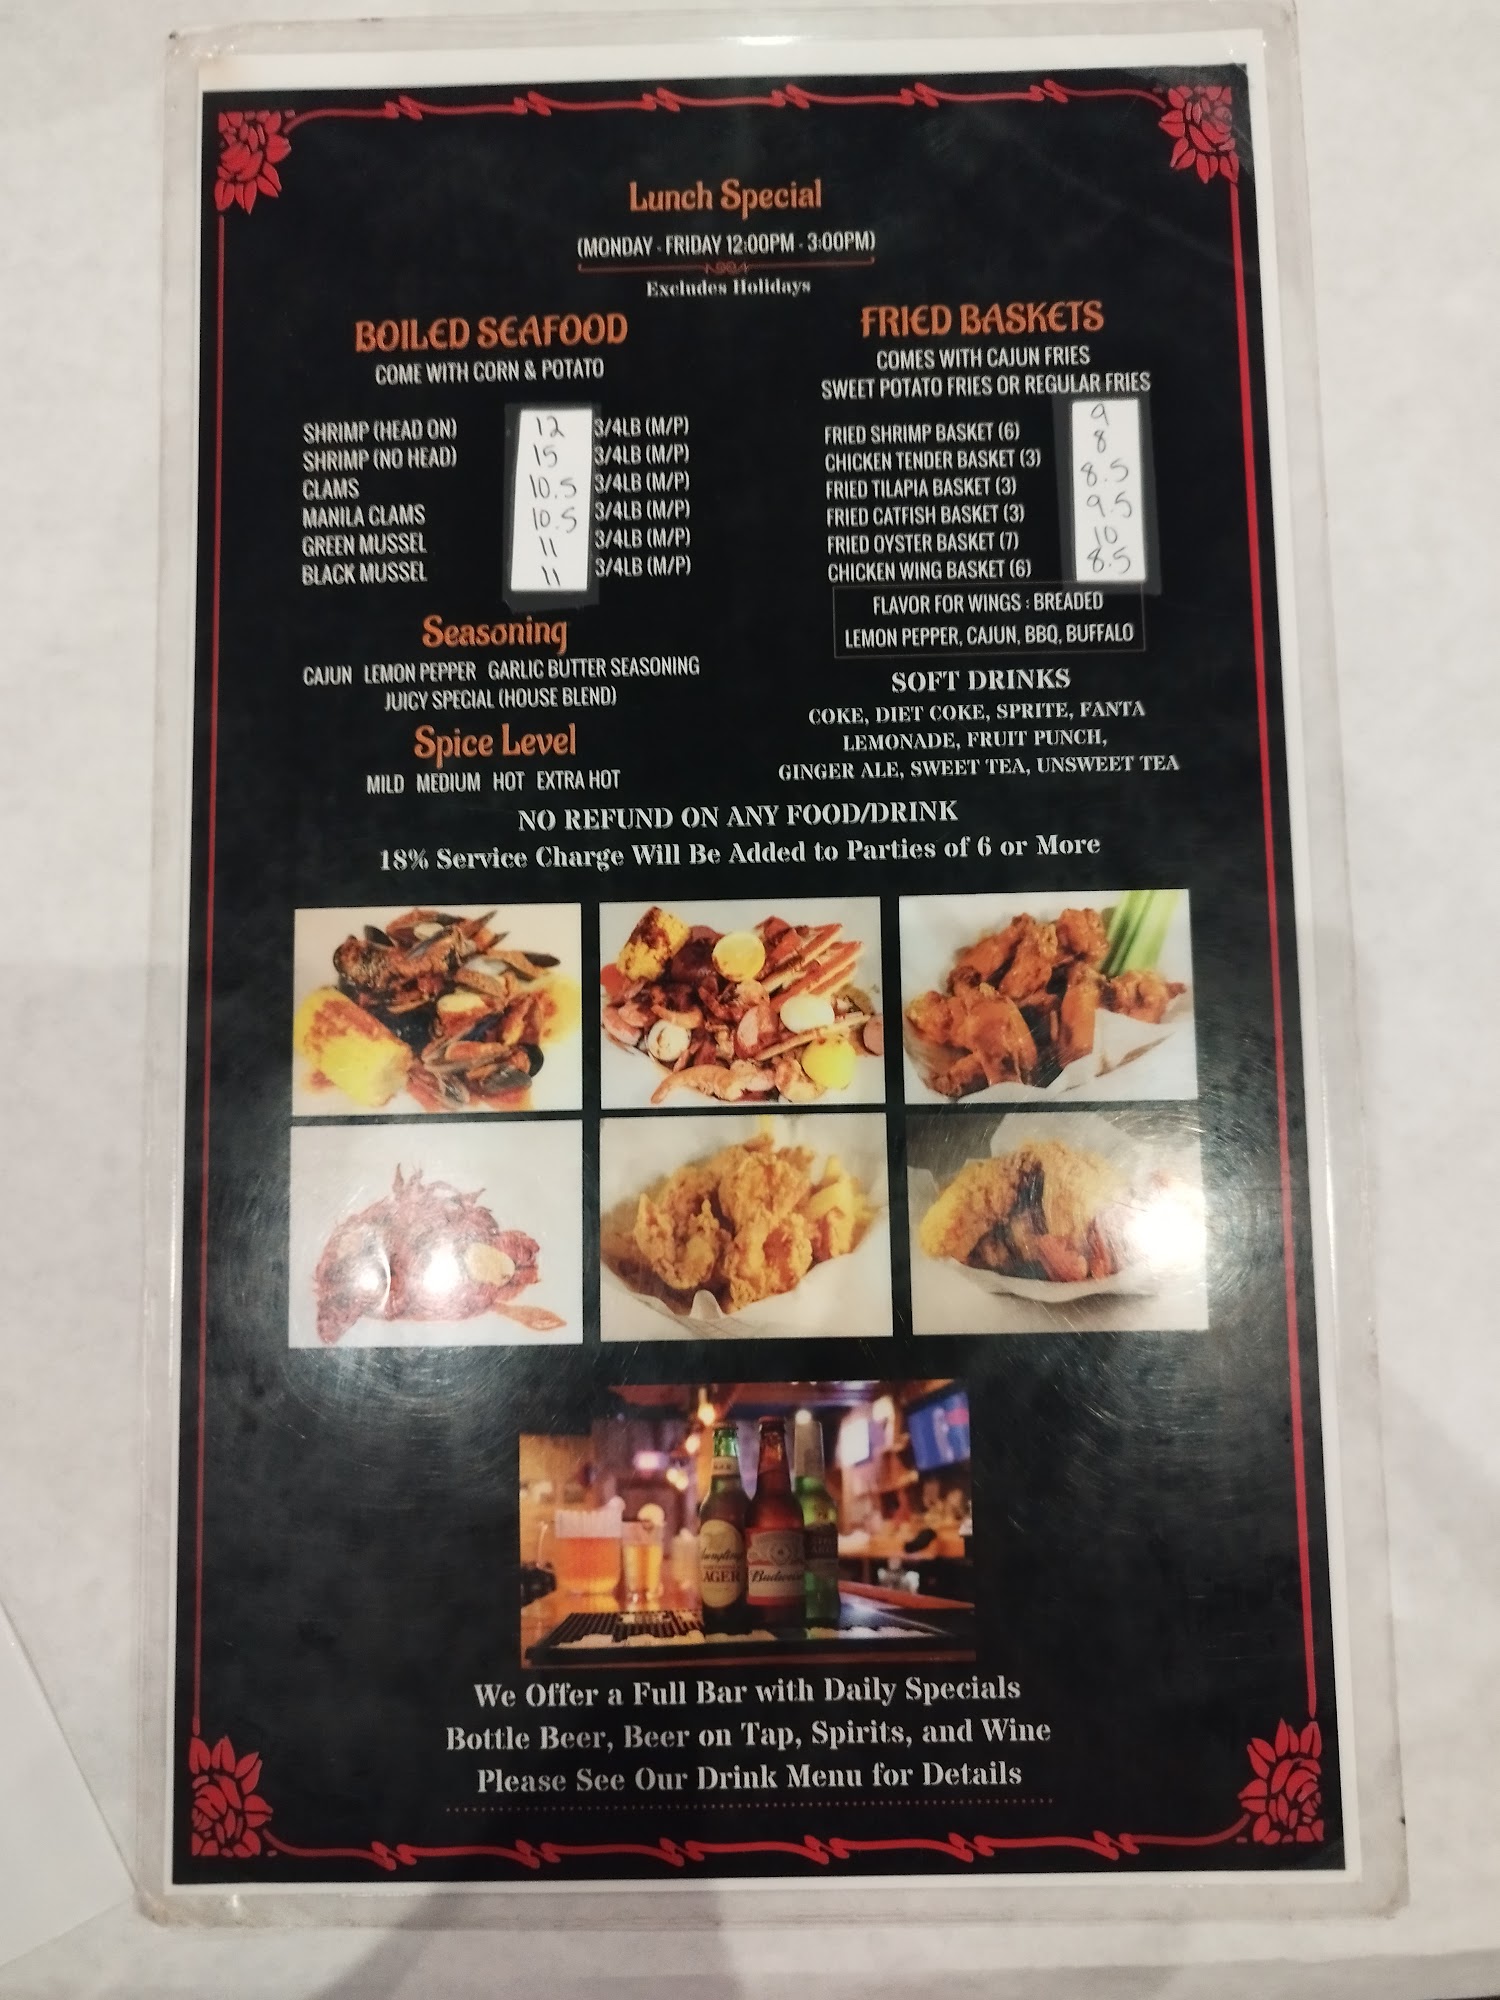 Lunch Special
(MONDAY - FRIDAY 12:00PM - 3:00PM)
Excludes Holidays
BOILED SEAFOOD
COME WITH CORN & POTATO
SHRIMP (HEAD ON) 12 3/4LB (M/P)
SHRIMP (NO HEAD) 15 3/4LB (M/P)
CLAMS 10.5 3/4LB (M/P)
MANILA CLAMS 10.5 3/4LB (M/P)
GREEN MUSSEL 11 3/4LB (M/P)
BLACK MUSSEL 11 3/4LB (M/P)
Seasoning
CAJUN LEMON PEPPER GARLIC BUTTER SEASONING
JUICY SPECIAL (HOUSE BLEND)
Spice Level
MILD MEDIUM HOT EXTRA HOT
FRIED BASKETS
COMES WITH CAJUN FRIES
SWEET POTATO FRIES OR REGULAR FRIES
FRIED SHRIMP BASKET (6) 9
CHICKEN TENDER BASKET (3) 8
FRIED TILAPIA BASKET (3) 8.5
FRIED CATFISH BASKET (3) 9.5
FRIED OYSTER BASKET (7) 10
CHICKEN WING BASKET (6) 8.5
FLAVOR FOR WINGS : BREADED
LEMON PEPPER, CAJUN, BBQ, BUFFALO
SOFT DRINKS
COKE, DIET COKE, SPRITE, FANTA
LEMONADE, FRUIT PUNCH,
GINGER ALE, SWEET TEA, UNSWEET TEA
NO REFUND ON ANY FOOD/DRINK
18% Service Charge Will Be Added to Parties of 6 or More
Yuengling
LAGER
Budweiser
We Offer a Full Bar with Daily Specials
Bottle Beer, Beer on Tap, Spirits, and Wine
Please See Our Drink Menu for Details